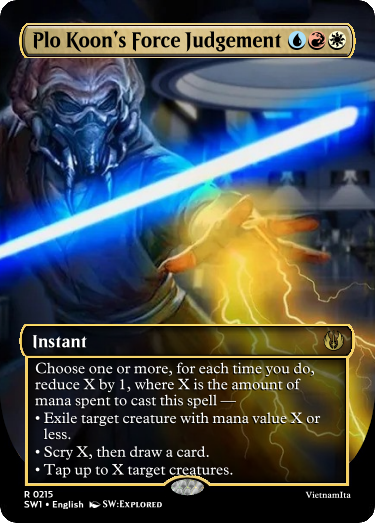 Plo Koon's Force Judgement
Instant
Choose one or more, for each time you do,
reduce X by 1, where X is the amount of
mana spent to cast this spell —
• Exile target creature with mana value X or
less.
• Scry X, then draw a card.
• Tap up to X target creatures.
R 0215
SW1 • English SW:EXPLORED
VietnamIta